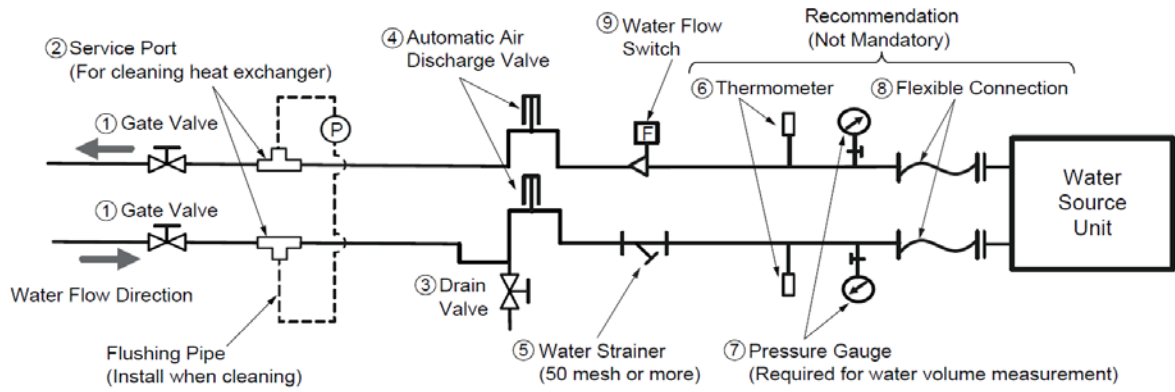 Recommendation
(Not Mandatory)
② Service Port
(For cleaning heat exchanger)
④ Automatic Air
Discharge Valve
⑨ Water Flow
Switch
⑥ Thermometer
⑧ Flexible Connection
① Gate Valve
P
F
Water
Source
Unit
① Gate Valve
Water Flow Direction
③ Drain
Valve
Flushing Pipe
(Install when cleaning)
⑤ Water Strainer
(50 mesh or more)
⑦ Pressure Gauge
(Required for water volume measurement)